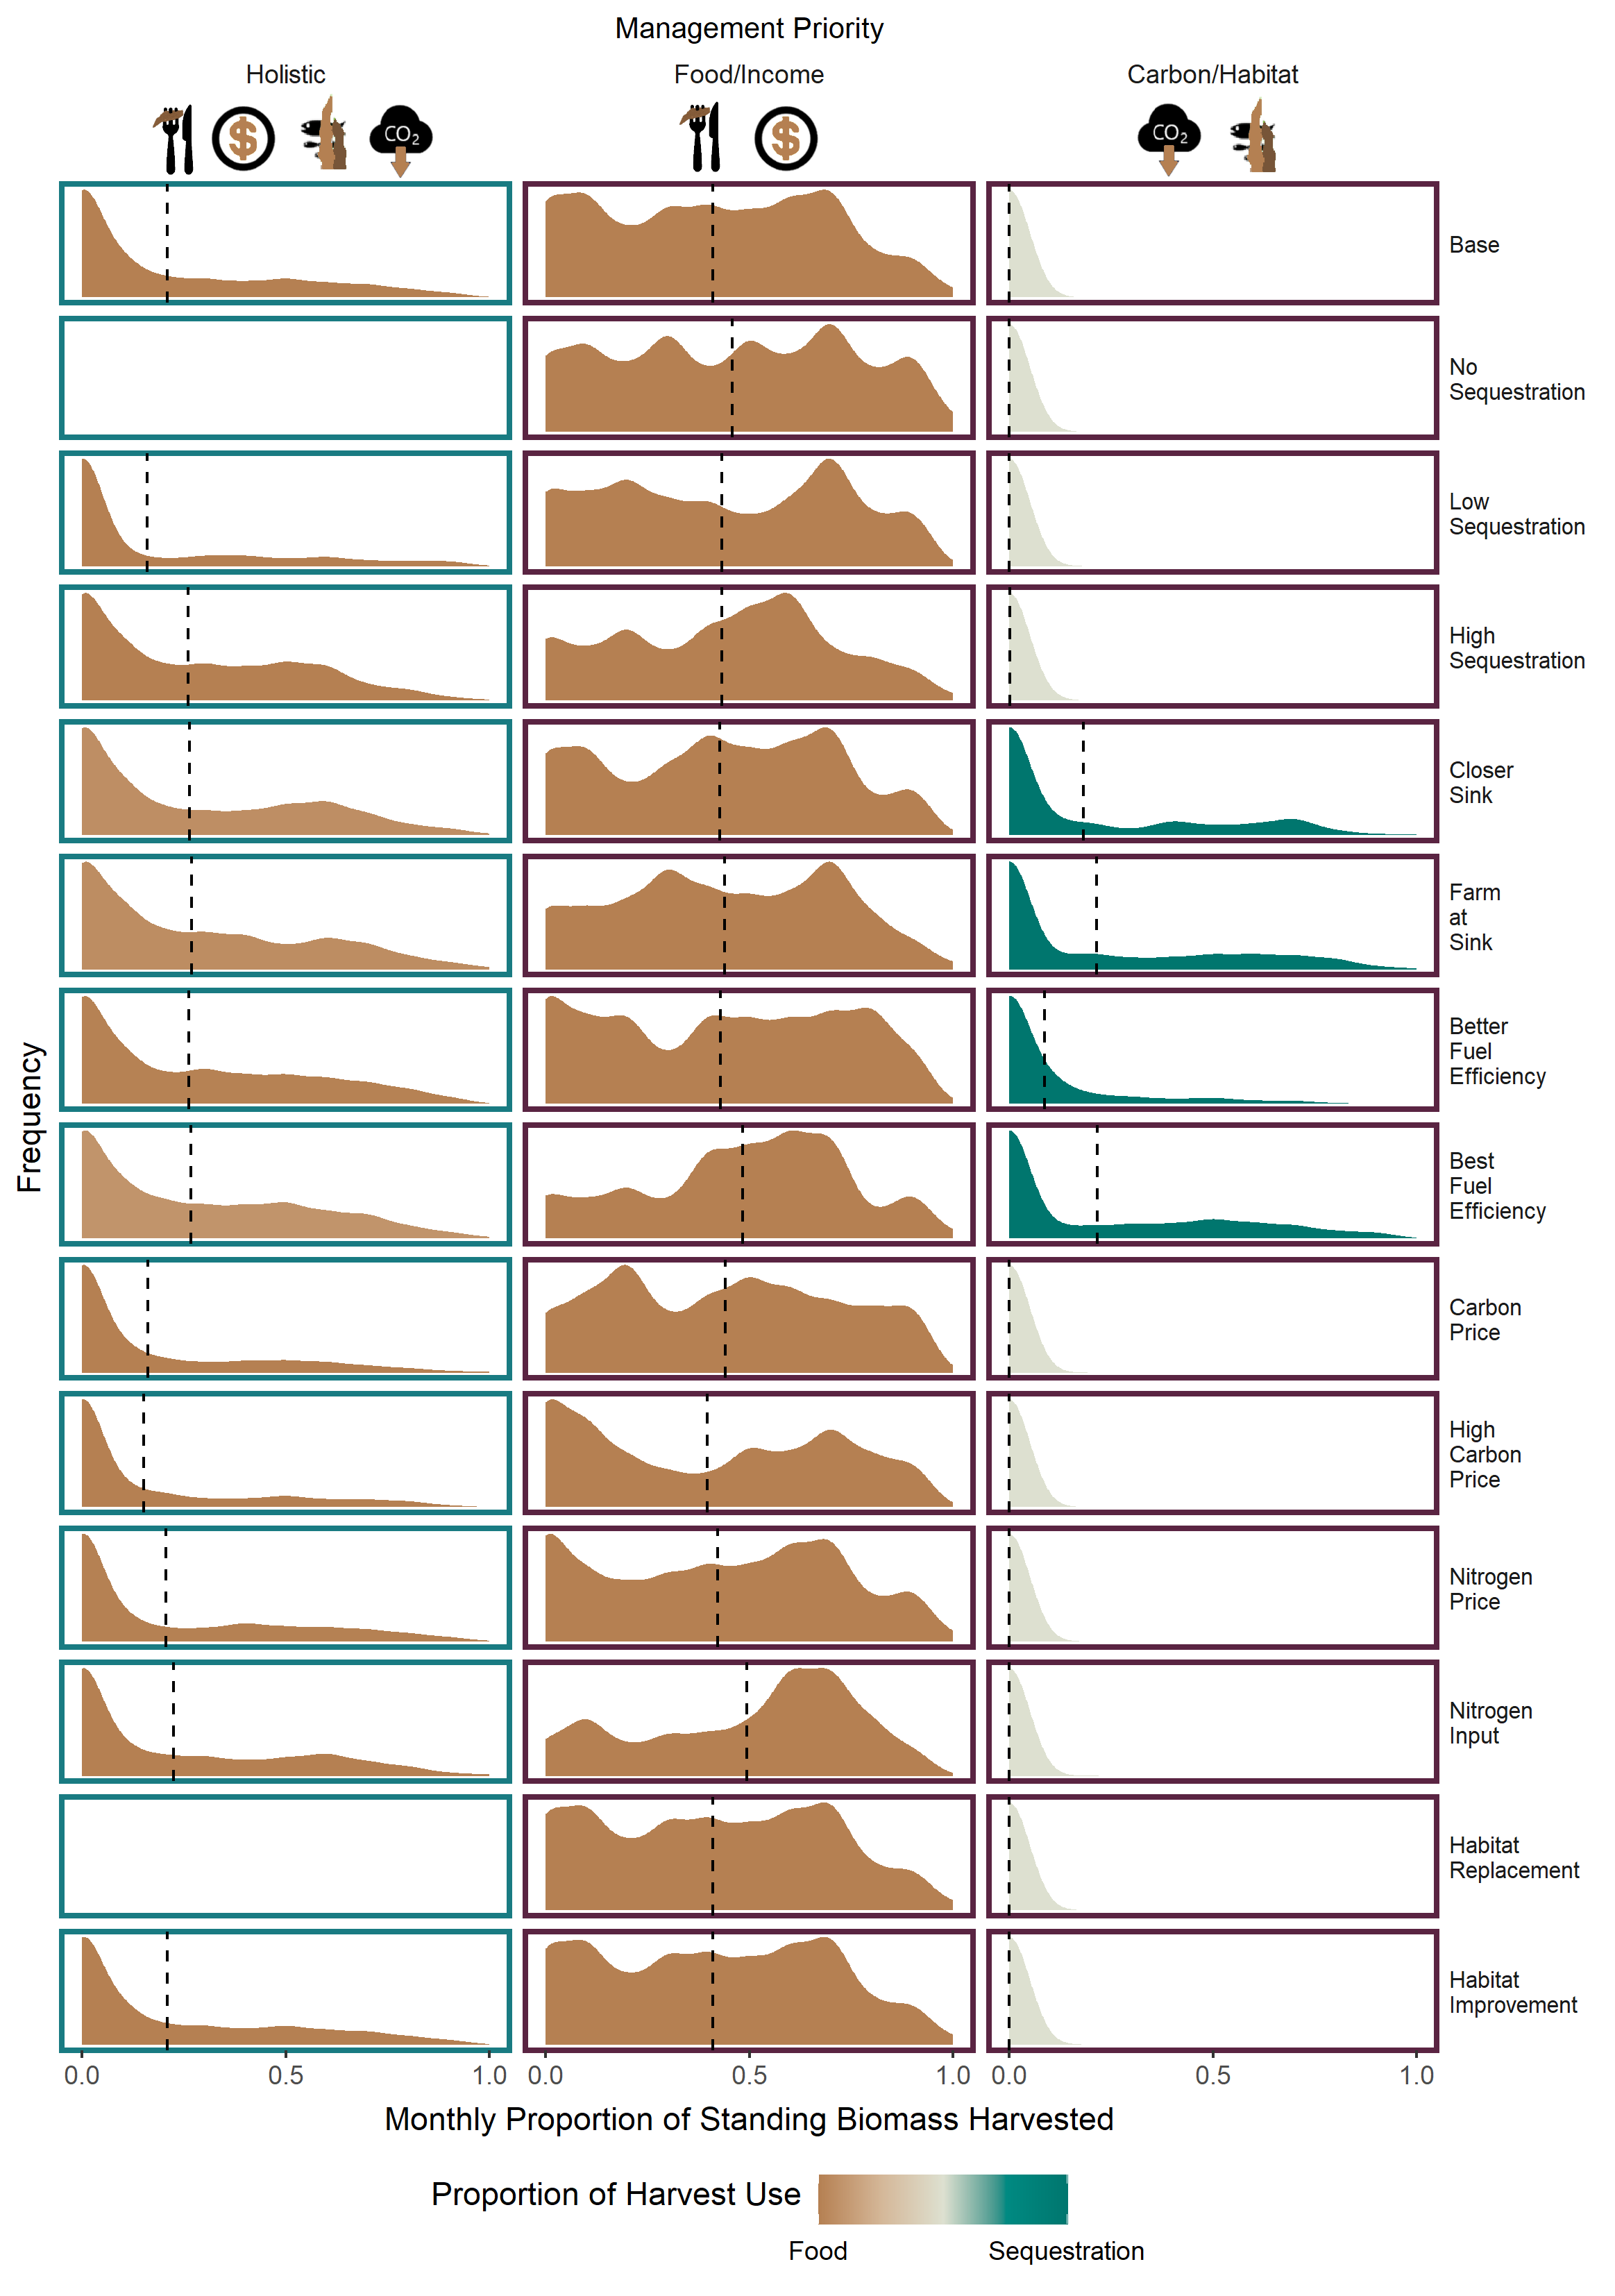 Management Priority
Holistic
Food/Income
Carbon/Habitat
$
CO2
$
CO2
Base
No
Sequestration
Low
Sequestration
High
Sequestration
Closer
Sink
Farm
at
Sink
Better
Fuel
Efficiency
Best
Fuel
Efficiency
Carbon
Price
High
Carbon
Price
Nitrogen
Price
Nitrogen
Input
Habitat
Replacement
Habitat
Improvement
Frequency
0.0 0.5 1.0 0.0 0.5 1.0 0.0 0.5 1.0
Monthly Proportion of Standing Biomass Harvested
Proportion of Harvest Use
Food Sequestration